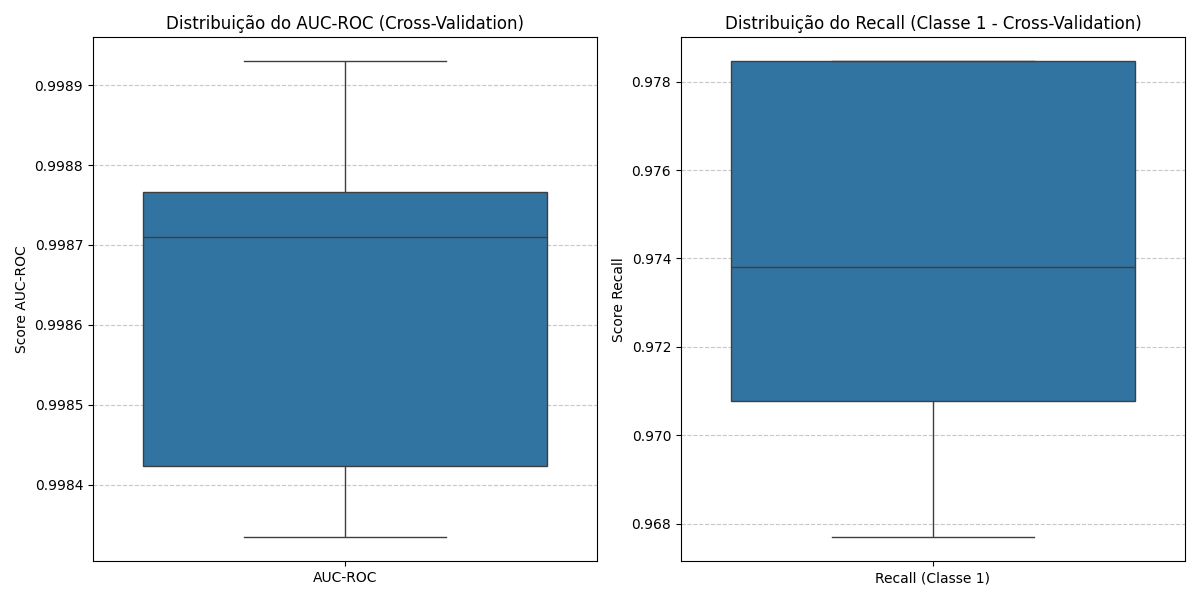 Distribuição do AUC-ROC (Cross-Validation)
Score AUC-ROC
0.9989
0.9988
0.9987
0.9986
0.9985
0.9984
AUC-ROC
Distribuição do Recall (Classe 1 - Cross-Validation)
Score Recall
0.978
0.976
0.974
0.972
0.970
0.968
Recall (Classe 1)